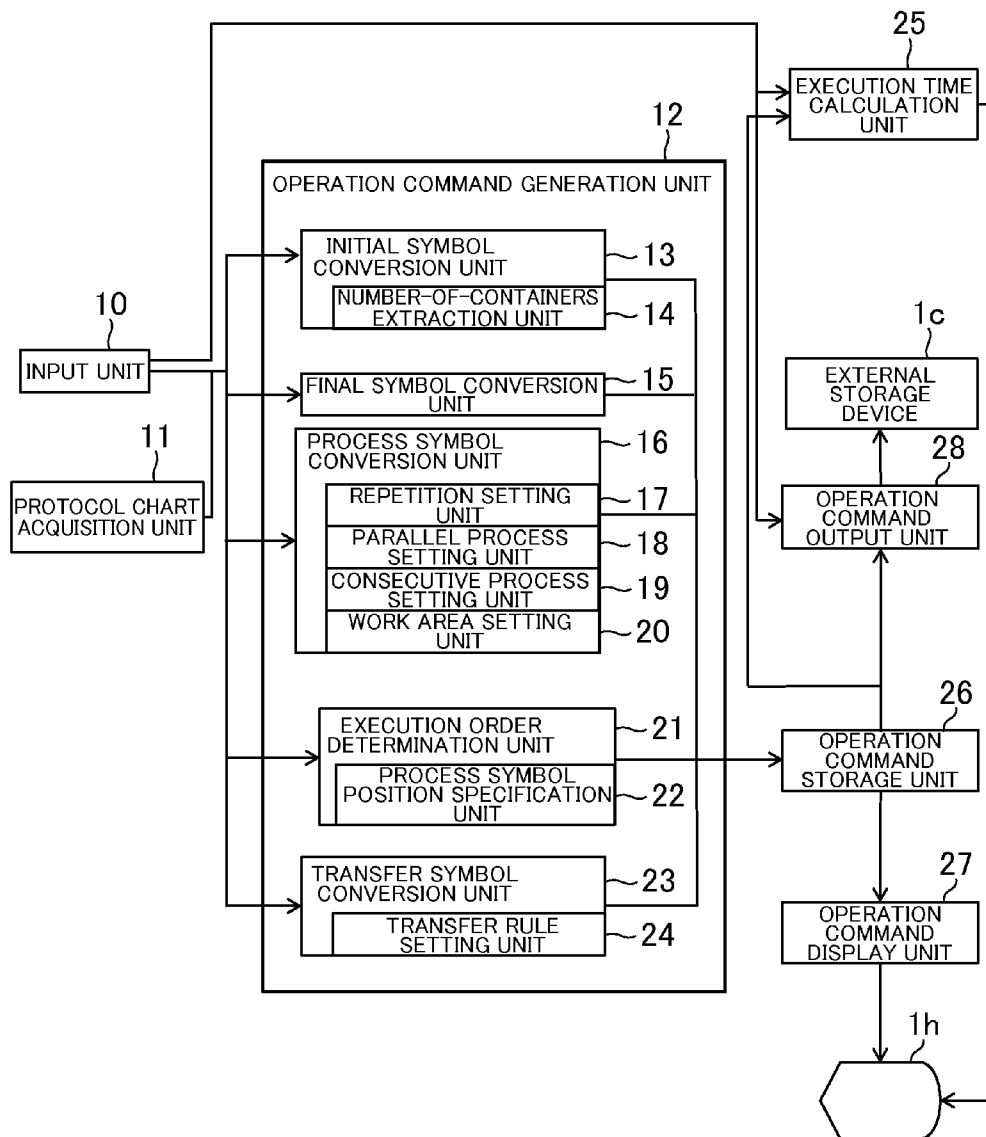 25
EXECUTION TIME
CALCULATION
UNIT
12
OPERATION COMMAND GENERATION UNIT
INITIAL SYMBOL
CONVERSION UNIT
13
NUMBER-OF-CONTAINERS
EXTRACTION UNIT
14
10
INPUT UNIT
1c
EXTERNAL
STORAGE
DEVICE
FINAL SYMBOL CONVERSION
UNIT
15
11
PROTOCOL CHART
ACQUISITION UNIT
PROCESS SYMBOL
CONVERSION UNIT
16
REPETITION SETTING
UNIT
17
PARALLEL PROCESS
SETTING UNIT
18
CONSECUTIVE PROCESS
SETTING UNIT
19
WORK AREA SETTING
UNIT
20
28
OPERATION
COMMAND
OUTPUT UNIT
EXECUTION ORDER
DETERMINATION UNIT
21
PROCESS SYMBOL
POSITION SPECIFICATION
UNIT
22
26
OPERATION
COMMAND
STORAGE UNIT
TRANSFER SYMBOL
CONVERSION UNIT
23
TRANSFER RULE
SETTING UNIT
24
27
OPERATION
COMMAND
DISPLAY UNIT
1h